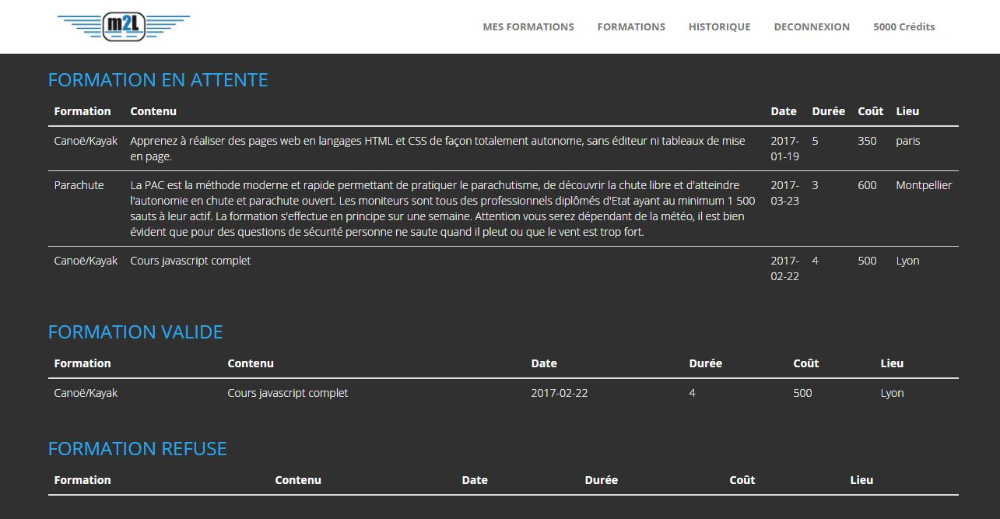 m2L
MES FORMATIONS FORMATIONS HISTORIQUE DECONNEXION 5000 Crédits
FORMATION EN ATTENTE
Formation Contenu Date Durée Coût Lieu
Canoë/Kayak Apprenez à réaliser des pages web en langages HTML et CSS de façon totalement autonome, sans éditeur ni tableaux de mise 2017- 5 350 paris
en page. 01-19
Parachute La PAC est la méthode moderne et rapide permettant de pratiquer le parachutisme, de découvrir la chute libre et d'atteindre 2017- 3 600 Montpellier
l'autonomie en chute et parachute ouvert. Les moniteurs sont tous des professionnels diplômés d'Etat ayant au minimum 1 500 03-23
sauts à leur actif. La formation s'effectue en principe sur une semaine. Attention vous serez dépendant de la météo, il est bien
évident que pour des questions de sécurité personne ne saute quand il pleut ou que le vent est trop fort.
Canoë/Kayak Cours javascript complet 2017- 4 500 Lyon
02-22
FORMATION VALIDE
Formation Contenu Date Durée Coût Lieu
Canoë/Kayak Cours javascript complet 2017-02-22 4 500 Lyon
FORMATION REFUSE
Formation Contenu Date Durée Coût Lieu